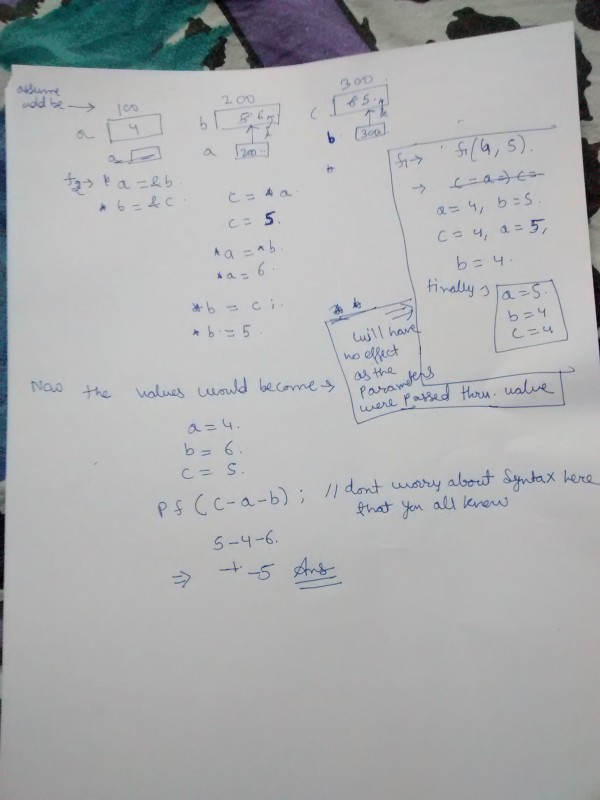 assume
add be → 100 200 300
a 4 b 5 6 c 6 5
a a 200 b 300
f2 → * a = &b
* b = &c.
c = *a
c = 5.
*a = *b.
*a = 6.
*b = c ;
*b = 5.
f1 → f1(4, 5).
→ c = a → c =
a = 4, b = 5.
c = 4, a = 5,
b = 4.
finally →
a = 5.
b = 4
c = 4
* *
will have
no effect
as the
Parameters
were passed thru. value
Now the values would become →
a = 4.
b = 6.
c = 5.
Pf (c-a-b) ; // dont worry about Syntax here
that you all know
5-4-6.
⇒ -5 Ans